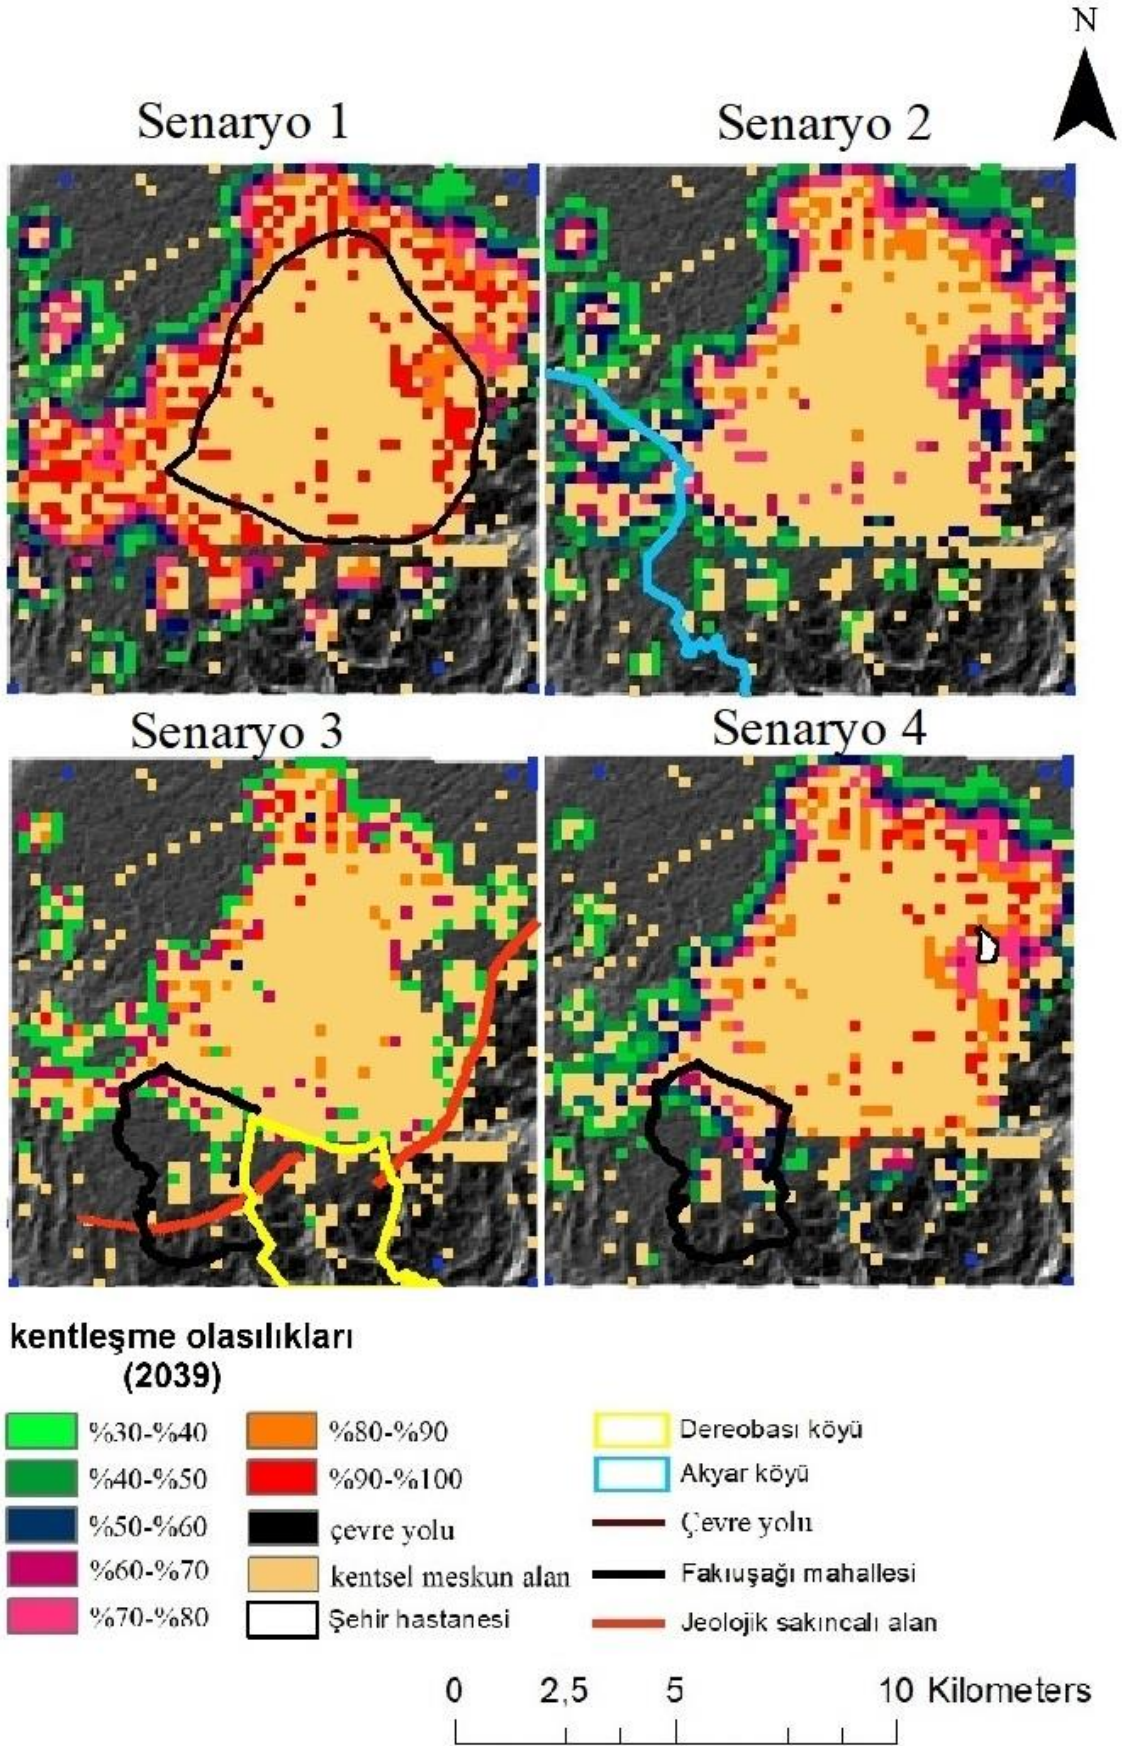 N
Senaryo 1
Senaryo 2
Senaryo 3
Senaryo 4
kentleşme olasılıkları
(2039)
%30-%40
%40-%50
%50-%60
%60-%70
%70-%80
%80-%90
%90-%100
çevre yolu
kentsel meskun alan
Şehir hastanesi
Dereobası köyü
Akyar köyü
Çevre yolu
Fakıuşağı mahallesi
Jeolojik sakıncalı alan
0 2,5 5 10 Kilometers